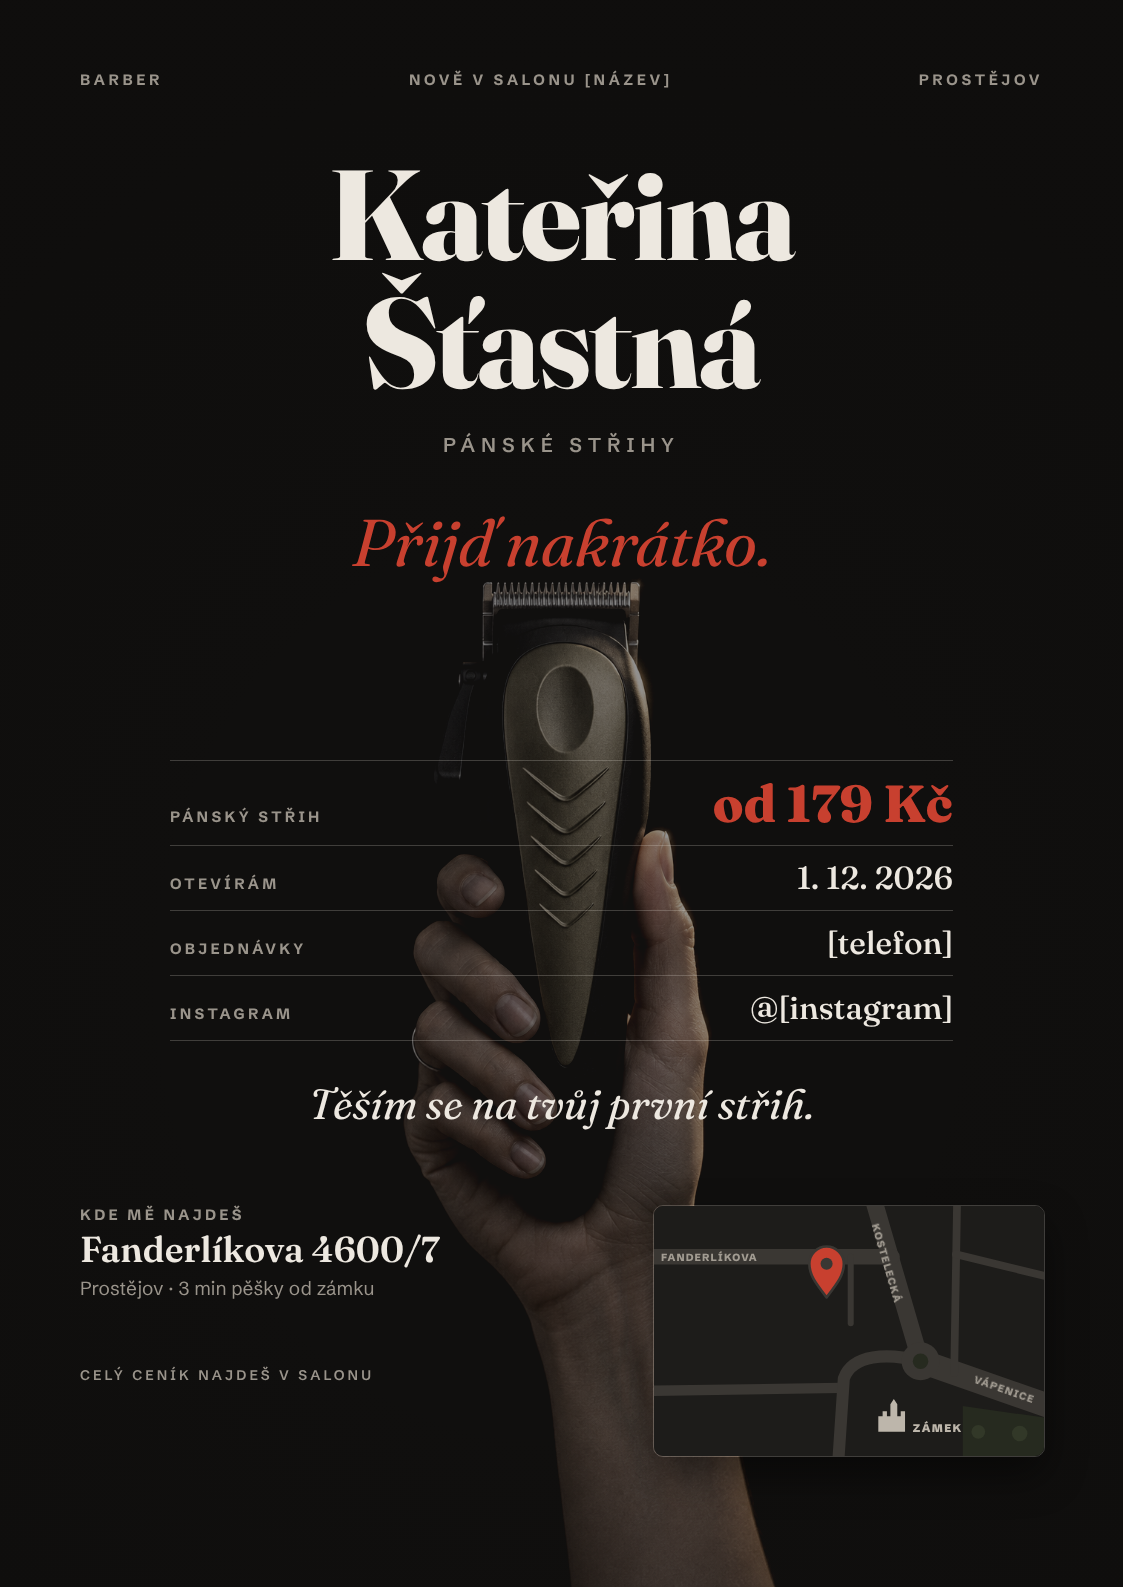 BARBER
NOVĚ V SALONU [NÁZEV]
PROSTĚJOV
Kateřina
Šťastná
PÁNSKÉ STŘIHY
Přijď nakrátko.
PÁNSKÝ STŘIH
od 179 Kč
OTEVÍRÁM
1. 12. 2026
OBJEDNÁVKY
[telefon]
INSTAGRAM
@[instagram]
Těším se na tvůj první střih.
KDE MĚ NAJDEŠ
Fanderlíkova 4600/7
Prostějov · 3 min pěšky od zámku
CELÝ CENÍK NAJDEŠ V SALONU
FANDERLÍKOVA
KOSTELECKÁ
VÁPENICE
ZÁMEK